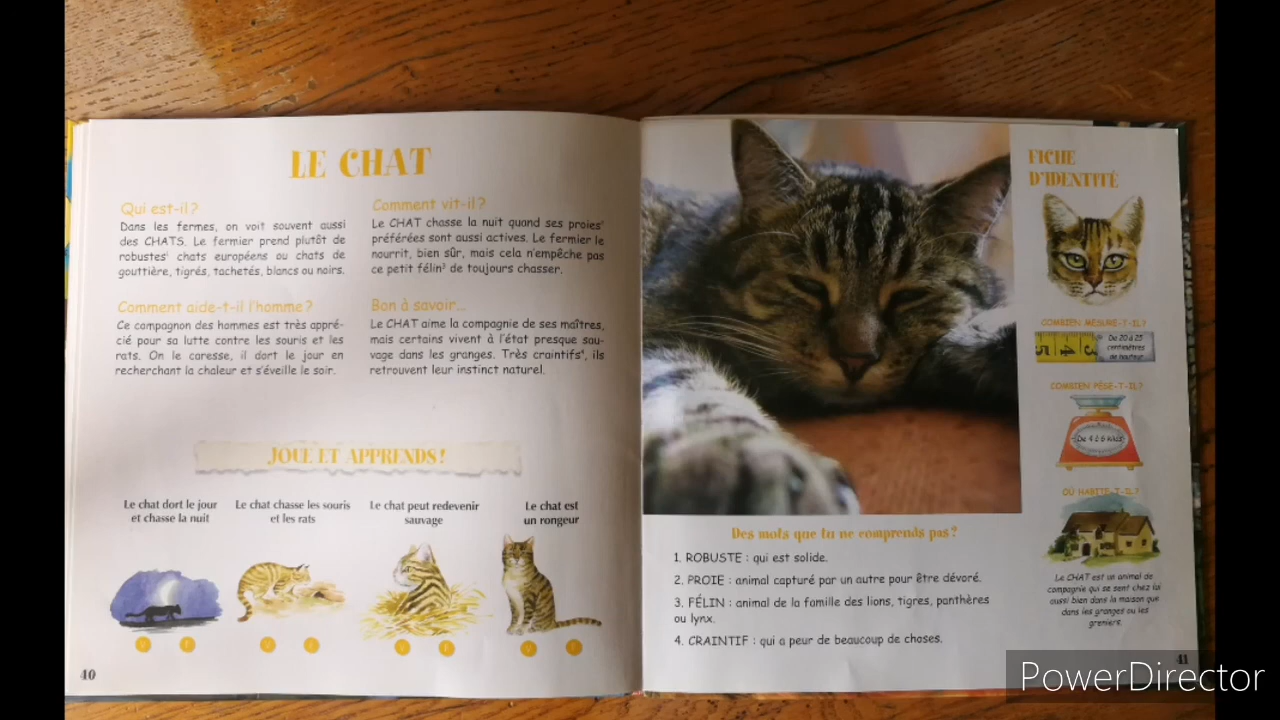 LE CHAT
Qui est-il ?
Dans les fermes, on voit souvent aussi
des CHATS. Le fermier prend plutôt de
robustes¹ chats européens ou chats de
gouttière, tigrés, tachetés, blancs ou noirs.
Comment aide-t-il l'homme ?
Ce compagnon des hommes est très appré-
cié pour sa lutte contre les souris et les
rats. On le caresse, il dort le jour en
recherchant la chaleur et s'éveille le soir.
Comment vit-il ?
Le CHAT chasse la nuit quand ses proies²
préférées sont aussi actives. Le fermier le
nourrit, bien sûr, mais cela n'empêche pas
ce petit félin³ de toujours chasser.
Bon à savoir...
Le CHAT aime la compagnie de ses maîtres,
mais certains vivent à l'état presque sau-
vage dans les granges. Très craintifs⁴, ils
retrouvent leur instinct naturel.
JOUE ET APPRENDS !
Le chat dort le jour
et chasse la nuit
V F
Le chat chasse les souris
et les rats
V F
Le chat peut redevenir
sauvage
V F
Le chat est
un rongeur
V F
40
Des mots que tu ne comprends pas ?
1. ROBUSTE : qui est solide.
2. PROIE : animal capturé par un autre pour être dévoré.
3. FÉLIN : animal de la famille des lions, tigres, panthères
ou lynx.
4. CRAINTIF : qui a peur de beaucoup de choses.
FICHE
D'IDENTITÉ
COMBIEN MESURE-T-IL ?
5 4 3
De 20 à 25
centimètres
de hauteur
COMBIEN PÈSE-T-IL ?
De 4 à 6 kilos
OÙ HABITE-T-IL ?
Le CHAT est un animal de
compagnie qui se sent chez lui
aussi bien dans la maison que
dans les granges ou les
greniers.
41
PowerDirector